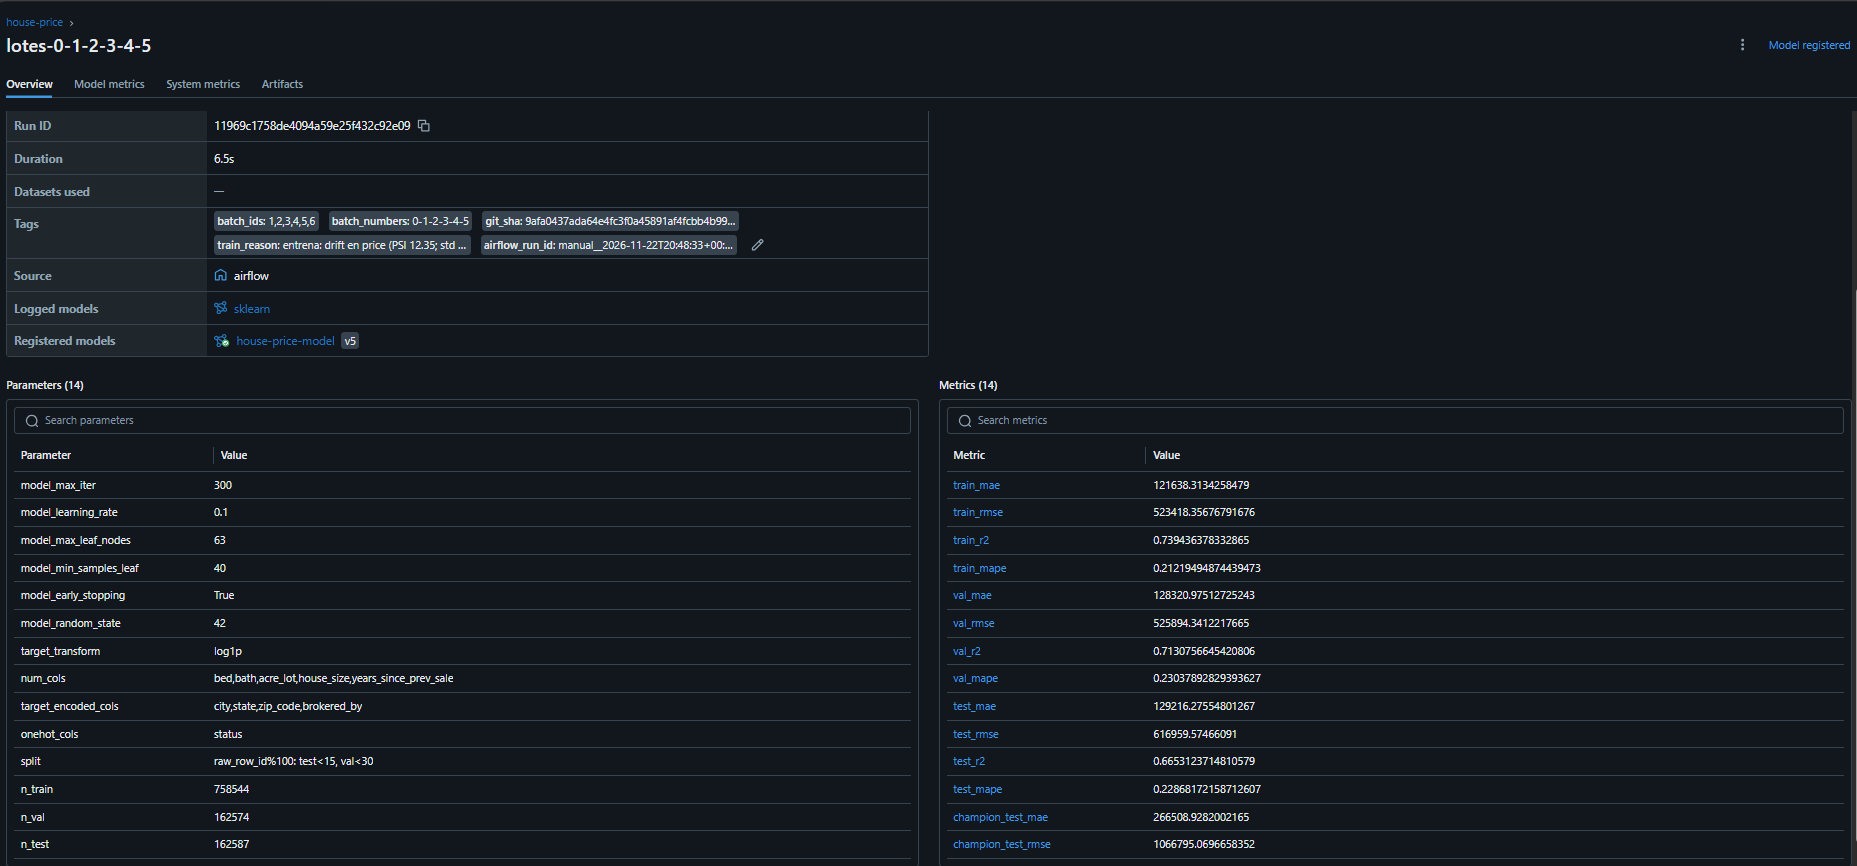 house-price ›
lotes-0-1-2-3-4-5
Model registered
Overview Model metrics System metrics Artifacts
Run ID 11969c1758de4094a59e25f432c92e09
Duration 6.5s
Datasets used —
Tags batch_ids: 1,2,3,4,5,6 batch_numbers: 0-1-2-3-4-5 git_sha: 9afa0437ada64e4fc3f0a45891af4fcbb4b99...
train_reason: entrena: drift en price (PSI 12.35; std ... airflow_run_id: manual__2026-11-22T20:48:33+00:...
Source airflow
Logged models sklearn
Registered models house-price-model v5
Parameters (14)
Search parameters
Parameter Value
model_max_iter 300
model_learning_rate 0.1
model_max_leaf_nodes 63
model_min_samples_leaf 40
model_early_stopping True
model_random_state 42
target_transform log1p
num_cols bed,bath,acre_lot,house_size,years_since_prev_sale
target_encoded_cols city,state,zip_code,brokered_by
onehot_cols status
split raw_row_id%100: test<15, val<30
n_train 758544
n_val 162574
n_test 162587
Metrics (14)
Search metrics
Metric Value
train_mae 121638.3134258479
train_rmse 523418.35676791676
train_r2 0.739436378332865
train_mape 0.21219494874439473
val_mae 128320.97512725243
val_rmse 525894.3412217665
val_r2 0.7130756645420806
val_mape 0.23037892829393627
test_mae 129216.27554801267
test_rmse 616959.57466091
test_r2 0.6653123714810579
test_mape 0.22868172158712607
champion_test_mae 266508.9282002165
champion_test_rmse 1066795.0696658352